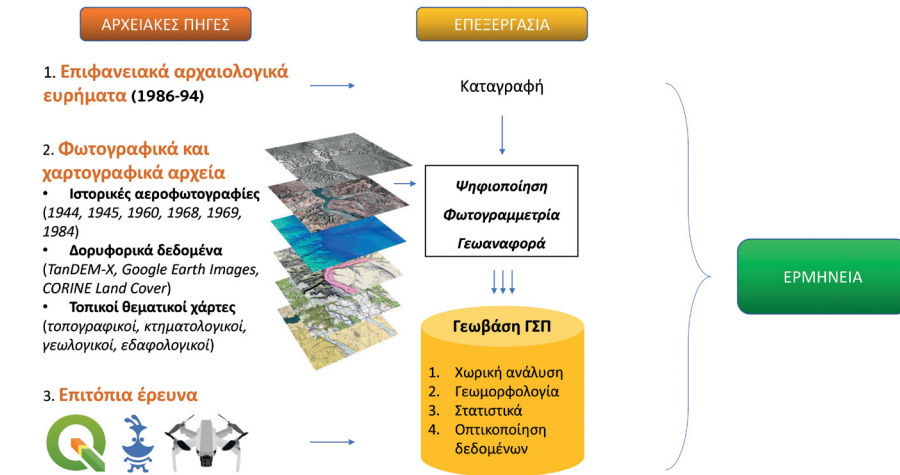 ΑΡΧΕΙΑΚΕΣ ΠΗΓΕΣ
ΕΠΕΞΕΡΓΑΣΙΑ
1. Επιφανειακά αρχαιολογικά
ευρήματα (1986-94)
Καταγραφή
2. Φωτογραφικά και
χαρτογραφικά αρχεία
• Ιστορικές αεροφωτογραφίες
(1944, 1945, 1960, 1968, 1969,
1984)
• Δορυφορικά δεδομένα
(TanDEM-X, Google Earth Images,
CORINE Land Cover)
• Τοπικοί θεματικοί χάρτες
(τοπογραφικοί, κτηματολογικοί,
γεωλογικοί, εδαφολογικοί)
Ψηφιοποίηση
Φωτογραμμετρία
Γεωαναφορά
3. Επιτόπια έρευνα
Γεωβάση ΓΣΠ
1. Χωρική ανάλυση
2. Γεωμορφολογία
3. Στατιστικά
4. Οπτικοποίηση
δεδομένων
ΕΡΜΗΝΕΙΑ